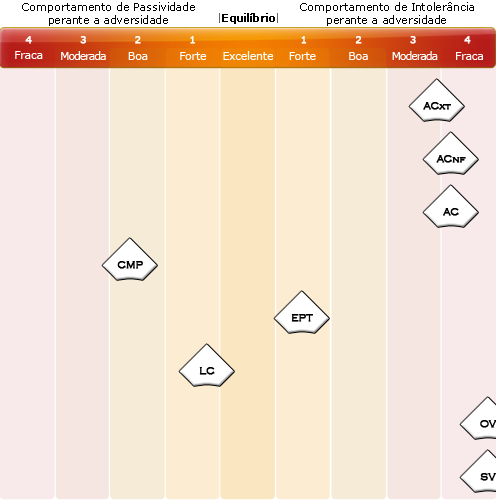 Comportamento de Passividade
perante a adversidade
|Equilíbrio|
Comportamento de Intolerância
perante a adversidade
4 3 2 1 1 2 3 4
Fraca Moderada Boa Forte Excelente Forte Boa Moderada Fraca
ACXT
ACNF
AC
CMP
EPT
LC
OV
SV